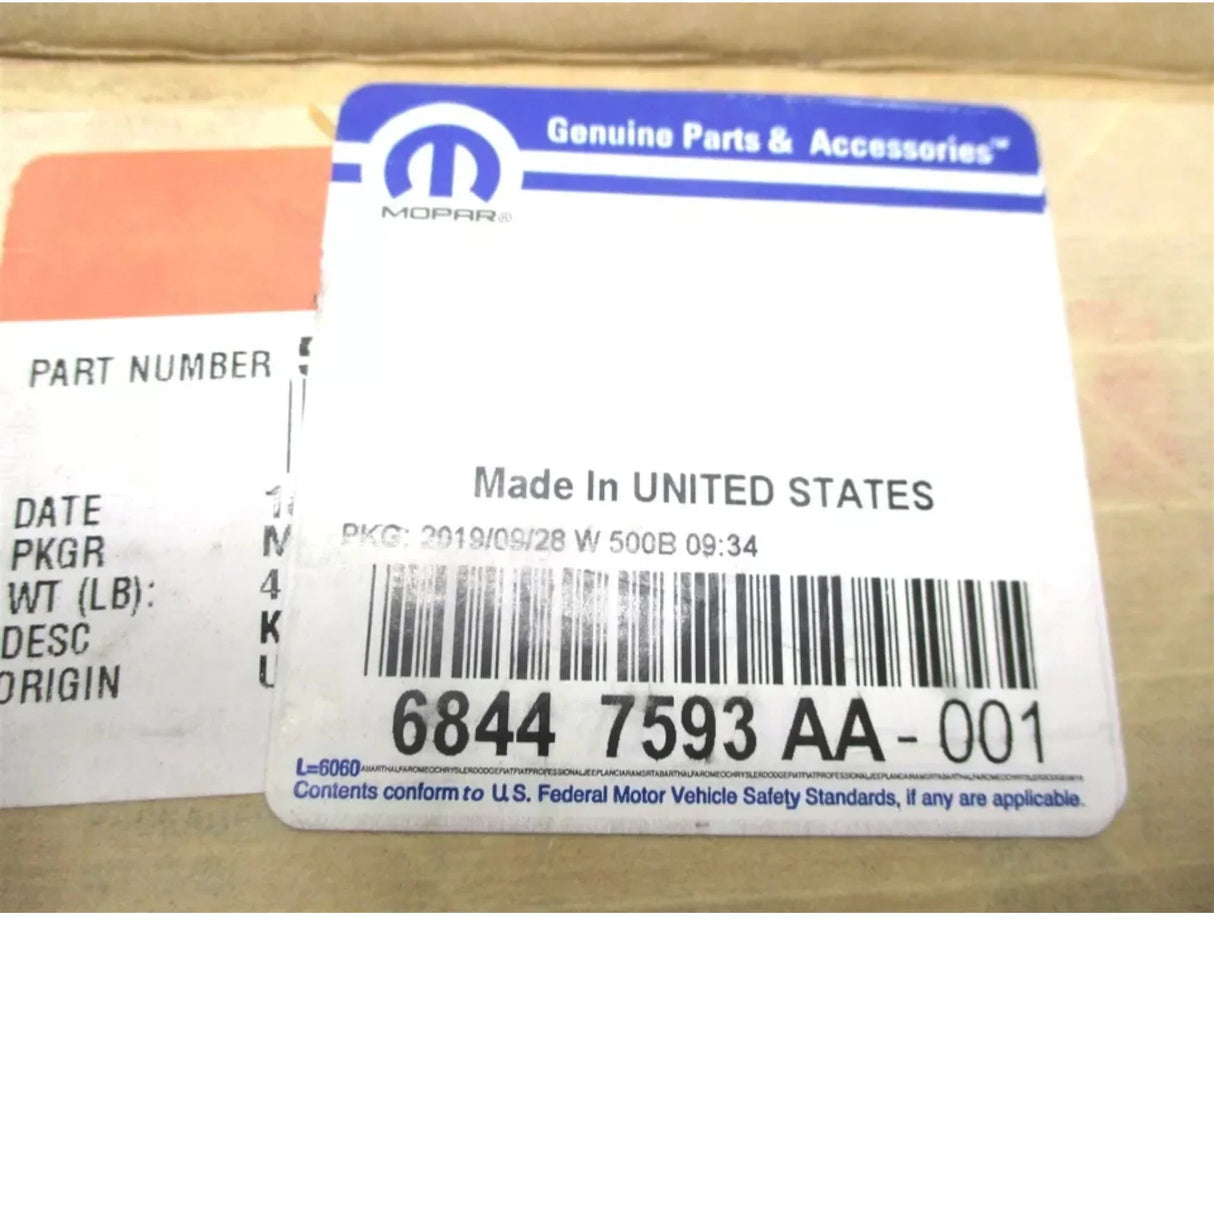 Genuine Parts & Accessories™
MOPAR®
PART NUMBER 5
Made In UNITED STATES
DATE
PKGR M
WT (LB): 4
DESC K
ORIGIN U
PKG: 2019/09/28 W 500B 09:34
6844 7593 AA - 001
L=6060
Contents conform to U.S. Federal Motor Vehicle Safety Standards, if any are applicable.